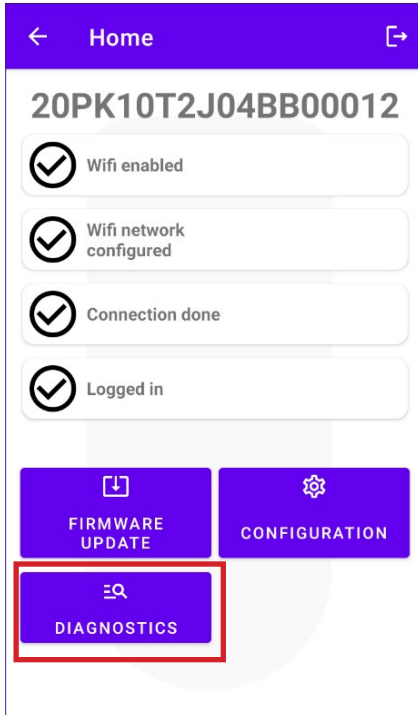 Home
20PK10T2J04BB00012
Wifi enabled
Wifi network
configured
Connection done
Logged in
FIRMWARE
UPDATE
CONFIGURATION
DIAGNOSTICS